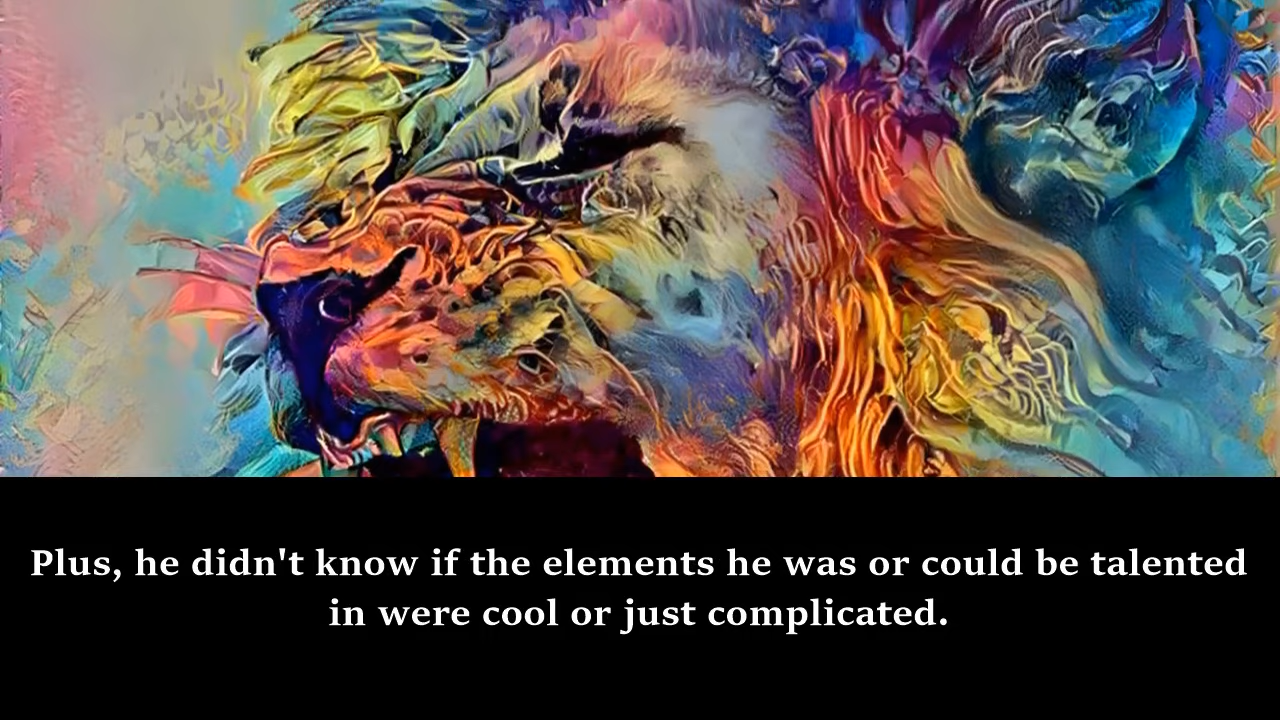 Plus, he didn't know if the elements he was or could be talented
in were cool or just complicated.